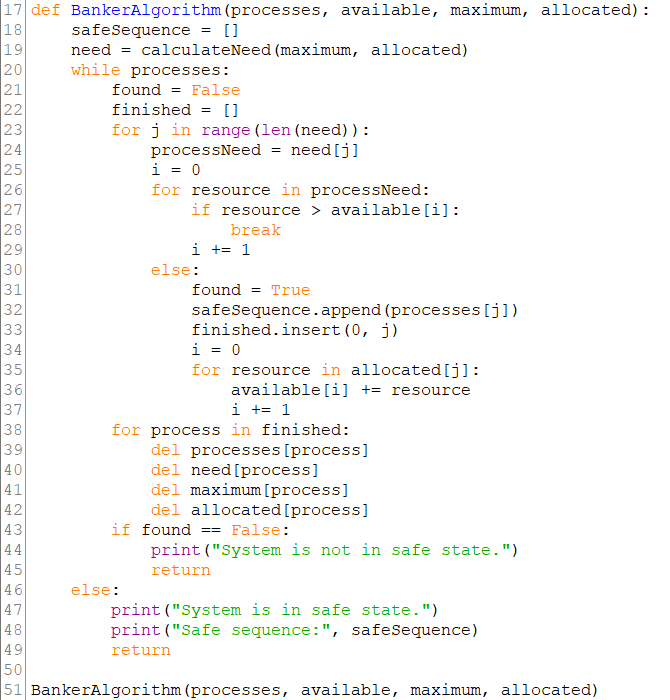 17 def BankerAlgorithm(processes, available, maximum, allocated):
18     safeSequence = []
19     need = calculateNeed(maximum, allocated)
20     while processes:
21         found = False
22         finished = []
23         for j in range(len(need)):
24             processNeed = need[j]
25             i = 0
26             for resource in processNeed:
27                 if resource > available[i]:
28                     break
29                 i += 1
30             else:
31                 found = True
32                 safeSequence.append(processes[j])
33                 finished.insert(0, j)
34                 i = 0
35                 for resource in allocated[j]:
36                     available[i] += resource
37                     i += 1
38         for process in finished:
39             del processes[process]
40             del need[process]
41             del maximum[process]
42             del allocated[process]
43         if found == False:
44             print("System is not in safe state.")
45             return
46     else:
47         print("System is in safe state.")
48         print("Safe sequence:", safeSequence)
49         return
50
51 BankerAlgorithm(processes, available, maximum, allocated)